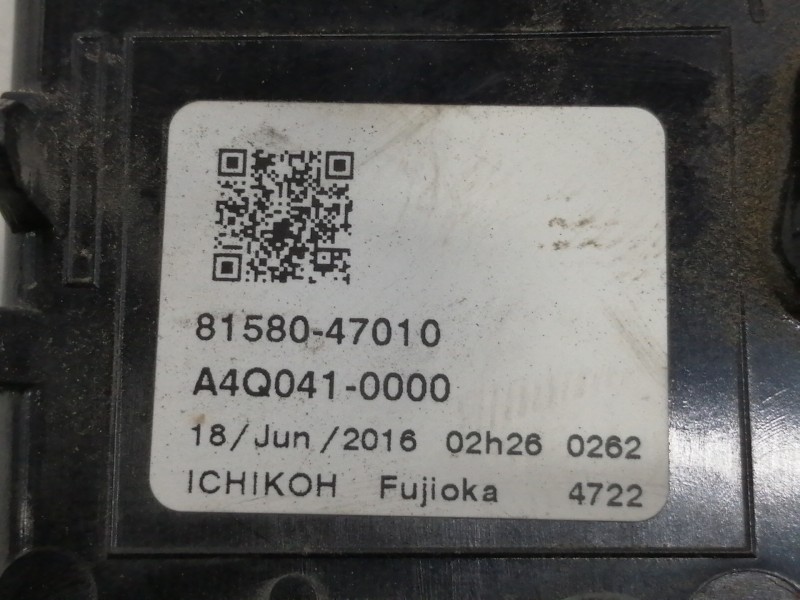 81580-47010
A4Q041-0000
18/Jun/2016 02h26 0262
ICHIKOH Fujioka 4722